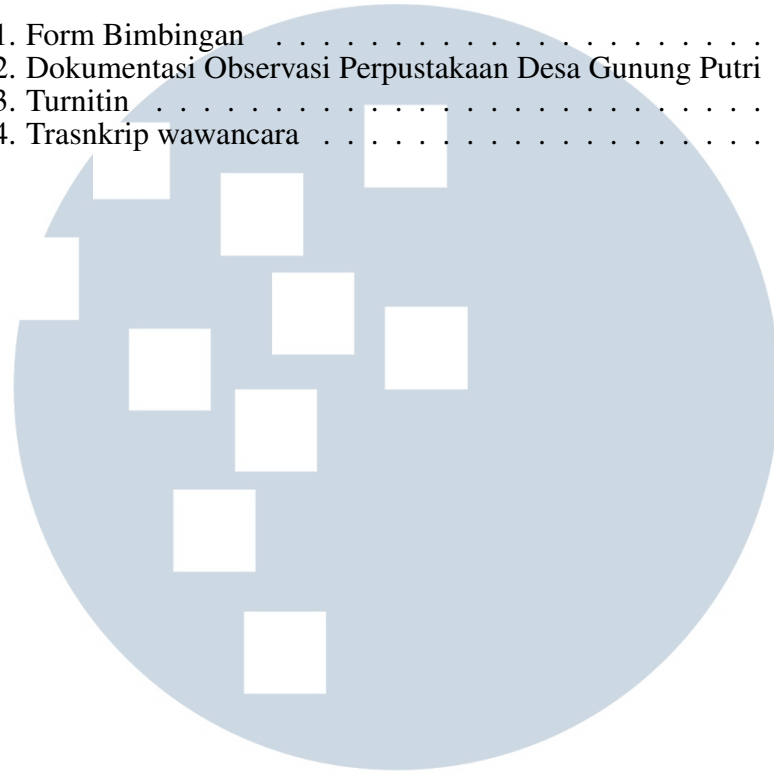 1. Form Bimbingan . . . . . . . . . . . . . . . . . . . . . . .
2. Dokumentasi Observasi Perpustakaan Desa Gunung Putri
3. Turnitin . . . . . . . . . . . . . . . . . . . . . . . . . . . .
4. Trasnkrip wawancara . . . . . . . . . . . . . . . . . . . . .